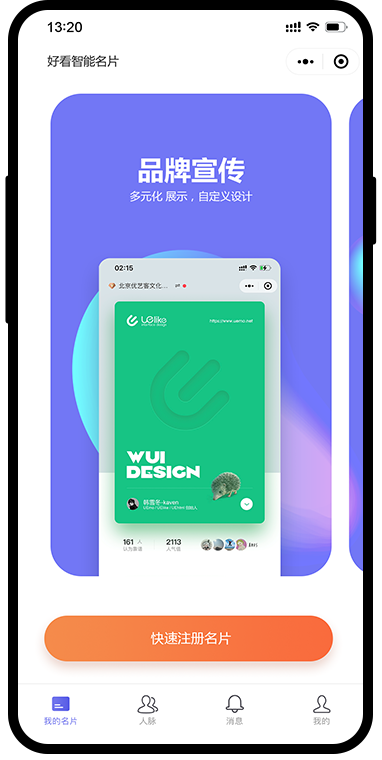 13:20
好看智能名片
品牌宣传
多元化 展示，自定义设计
02:15
北京优艺客文化...
UElike
https://www.uemo.net
WUI
DESIGN
韩雪冬-kaven
161 人
2113
以为靠谱
人气值
快速注册名片
我的名片
人脉
消息
我的